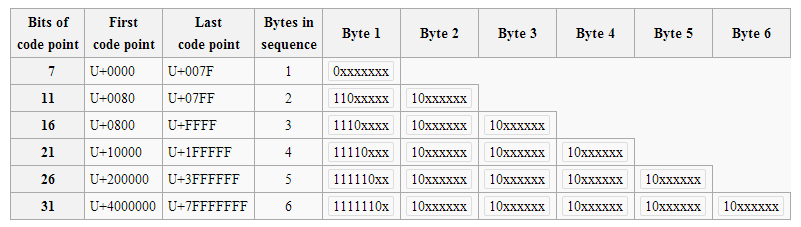 Bits of code point First code point Last code point Bytes in sequence Byte 1 Byte 2 Byte 3 Byte 4 Byte 5 Byte 6
7 U+0000 U+007F 1 0xxxxxxx
11 U+0080 U+07FF 2 110xxxxx 10xxxxxx
16 U+0800 U+FFFF 3 1110xxxx 10xxxxxx 10xxxxxx
21 U+10000 U+1FFFFF 4 11110xxx 10xxxxxx 10xxxxxx 10xxxxxx
26 U+200000 U+3FFFFFF 5 111110xx 10xxxxxx 10xxxxxx 10xxxxxx 10xxxxxx
31 U+4000000 U+7FFFFFFF 6 1111110x 10xxxxxx 10xxxxxx 10xxxxxx 10xxxxxx 10xxxxxx